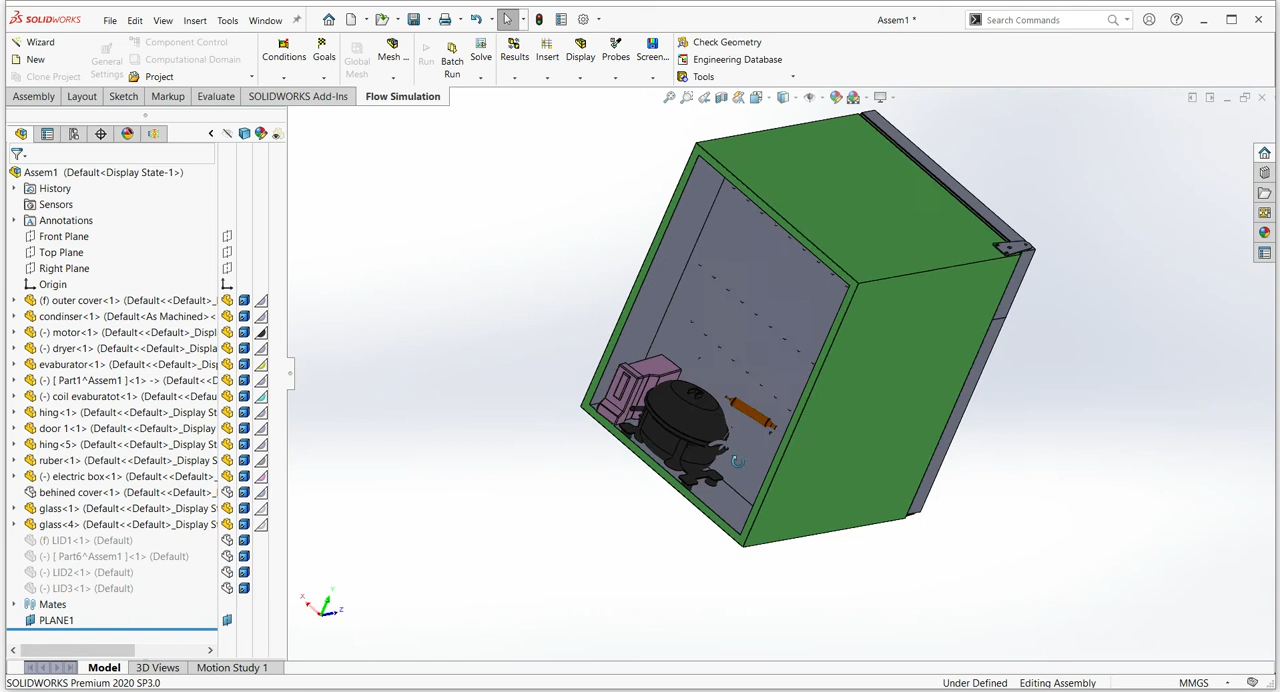 SOLIDWORKS File Edit View Insert Tools Window Assem1 * Search Commands
Wizard
New
Clone Project
General Settings
Component Control
Computational Domain
Project
Conditions
Goals
Global Mesh
Mesh ...
Run
Batch Run
Solve
Results
Insert
Display
Probes
Screen...
Check Geometry
Engineering Database
Tools
Assembly Layout Sketch Markup Evaluate SOLIDWORKS Add-Ins Flow Simulation
Assem1 (Default<Display State-1>)
History
Sensors
Annotations
Front Plane
Top Plane
Right Plane
Origin
(f) outer cover<1> (Default<<Default>_
condinser<1> (Default<As Machined><
(-) motor<1> (Default<<Default>_Displ
(-) dryer<1> (Default<<Default>_Displa
evaburator<1> (Default<<Default>_Dis
(-) [ Part1^Assem1 ]<1> -> (Default<<
(-) coil evaburatot<1> (Default<<Defau
hing<1> (Default<<Default>_Display St
door 1<1> (Default<<Default>_Display
hing<5> (Default<<Default>_Display St
ruber<1> (Default<<Default>_Display S
(-) electric box<1> (Default<<Default>_
behined cover<1> (Default<<Default>_
glass<1> (Default<<Default>_Display S
glass<4> (Default<<Default>_Display S
(f) LID1<1> (Default)
(-) [ Part6^Assem1 ]<1> (Default)
(-) LID2<1> (Default)
(-) LID3<1> (Default)
Mates
PLANE1
X Y Z
Model 3D Views Motion Study 1
SOLIDWORKS Premium 2020 SP3.0 Under Defined Editing Assembly MMGS